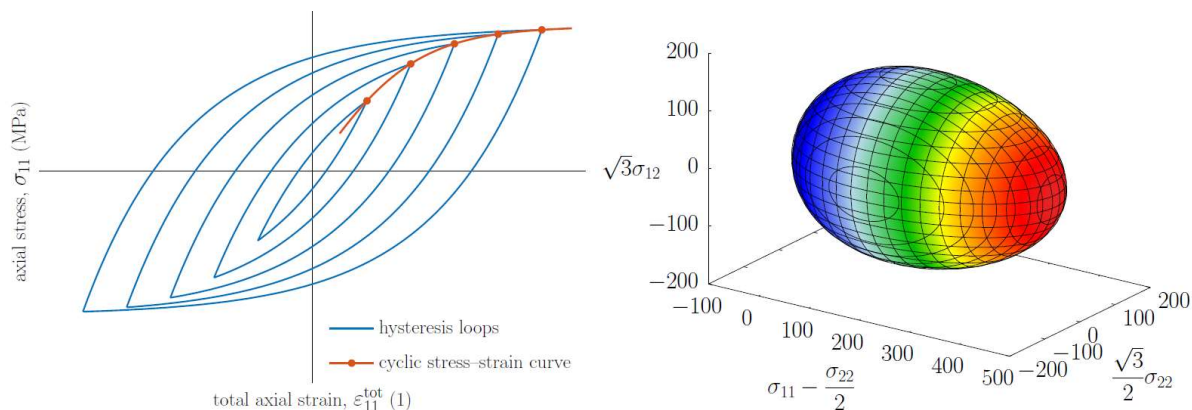 axial stress, σ₁₁ (MPa)
hysteresis loops
cyclic stress–strain curve
total axial strain, ε₁₁ᵗᵒᵗ (1)
200
100
√3σ₁₂
0
−100
−200
−100
0
100
200
300
400
500
−200
−100
0
100
200
σ₁₁ − σ₂₂/2
√3/2 σ₂₂